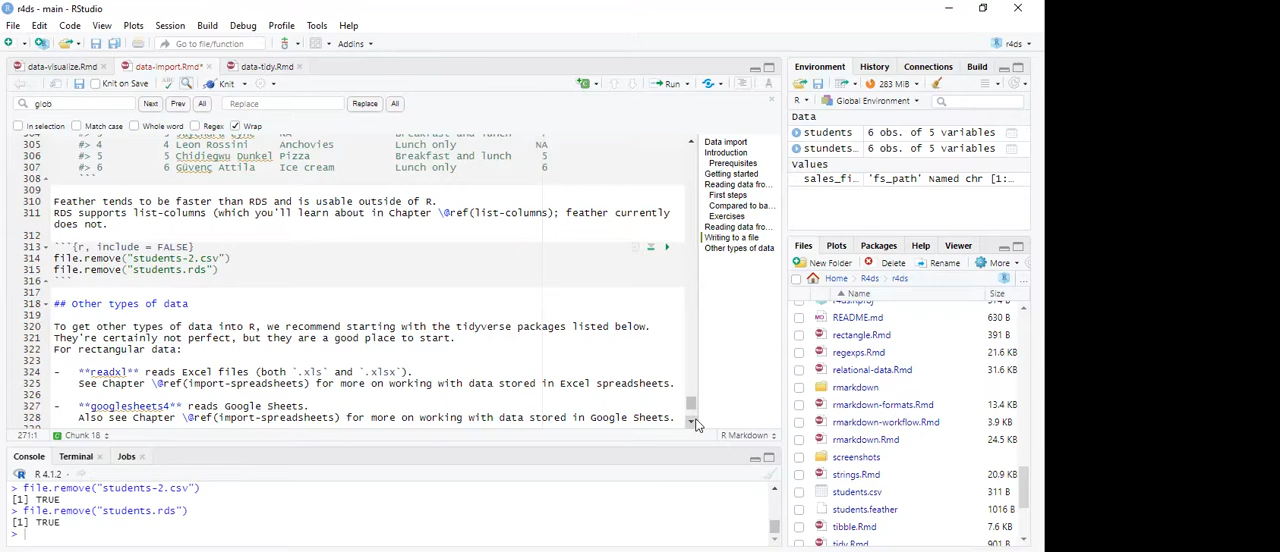 r4ds - main - RStudio
File Edit Code View Plots Session Build Debug Profile Tools Help
Go to file/function Addins r4ds
data-visualize.Rmd data-import.Rmd* data-tidy.Rmd
Knit on Save Knit Run
glob Next Prev All Replace Replace All
In selection Match case Whole word Regex Wrap
305 #> 4 4 Leon Rossini Anchovies Lunch only NA
306 #> 5 5 Chidiegwu Dunkel Pizza Breakfast and lunch 5
307 #> 6 6 Güvenç Attila Ice cream Lunch only 6
308 ```
309
310 Feather tends to be faster than RDS and is usable outside of R.
311 RDS supports list-columns (which you'll learn about in Chapter \@ref(list-columns); feather currently
does not.
312
313 ```{r, include = FALSE}
314 file.remove("students-2.csv")
315 file.remove("students.rds")
316 ```
317
318 ## Other types of data
319
320 To get other types of data into R, we recommend starting with the tidyverse packages listed below.
321 They're certainly not perfect, but they are a good place to start.
322 For rectangular data:
323
324 - **readxl** reads Excel files (both `.xls` and `.xlsx`).
325 See Chapter \@ref(import-spreadsheets) for more on working with data stored in Excel spreadsheets.
326
327 - **googlesheets4** reads Google Sheets.
328 Also see Chapter \@ref(import-spreadsheets) for more on working with data stored in Google Sheets.
271:1 Chunk 18 R Markdown
Data import
Introduction
Prerequisites
Getting started
Reading data fro...
First steps
Compared to ba...
Exercises
Reading data fro...
Writing to a file
Other types of data
Console Terminal Jobs
R 4.1.2
> file.remove("students-2.csv")
[1] TRUE
> file.remove("students.rds")
[1] TRUE
>
Environment History Connections Build
283 MiB
R Global Environment
Data
students 6 obs. of 5 variables
stundets... 6 obs. of 5 variables
values
sales_fi... 'fs_path' Named chr [1:...
Files Plots Packages Help Viewer
New Folder Delete Rename More
Home R4ds r4ds
Name Size
r4ds.Rproj
README.md 630 B
rectangle.Rmd 391 B
regexps.Rmd 21.6 KB
relational-data.Rmd
rmarkdown
rmarkdown-formats.Rmd 13.4 KB
rmarkdown-workflow.Rmd 3.9 KB
rmarkdown.Rmd 24.5 KB
screenshots
strings.Rmd 20.9 KB
students.csv 311 B
students.feather 1016 B
tibble.Rmd 7.6 KB
tidy.Rmd 901 B